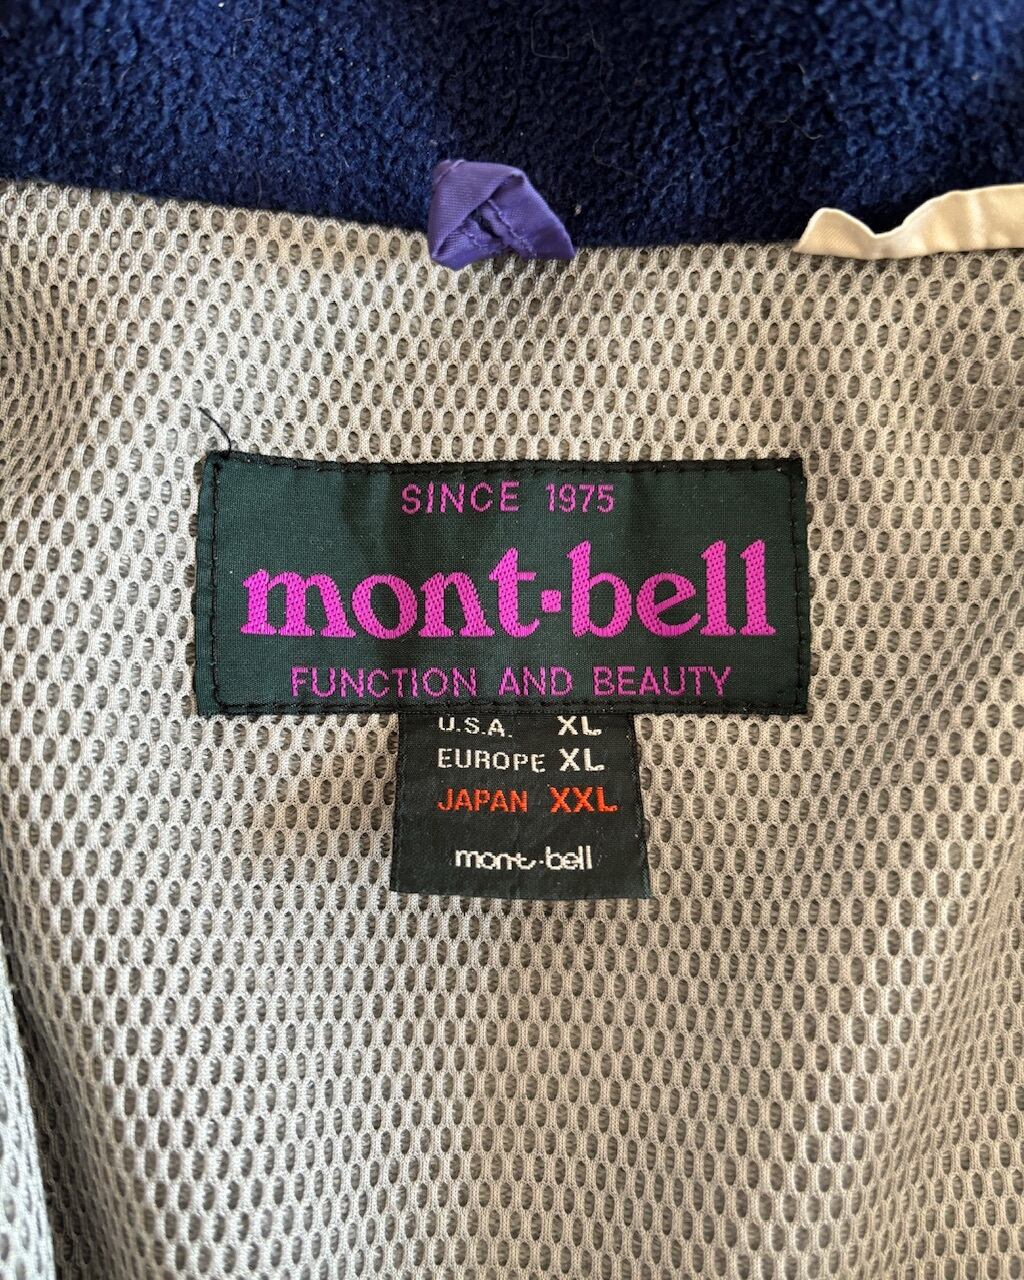 SINCE 1975
mont·bell
FUNCTION AND BEAUTY
U.S.A. XL
EUROPE XL
JAPAN XXL
mont·bell